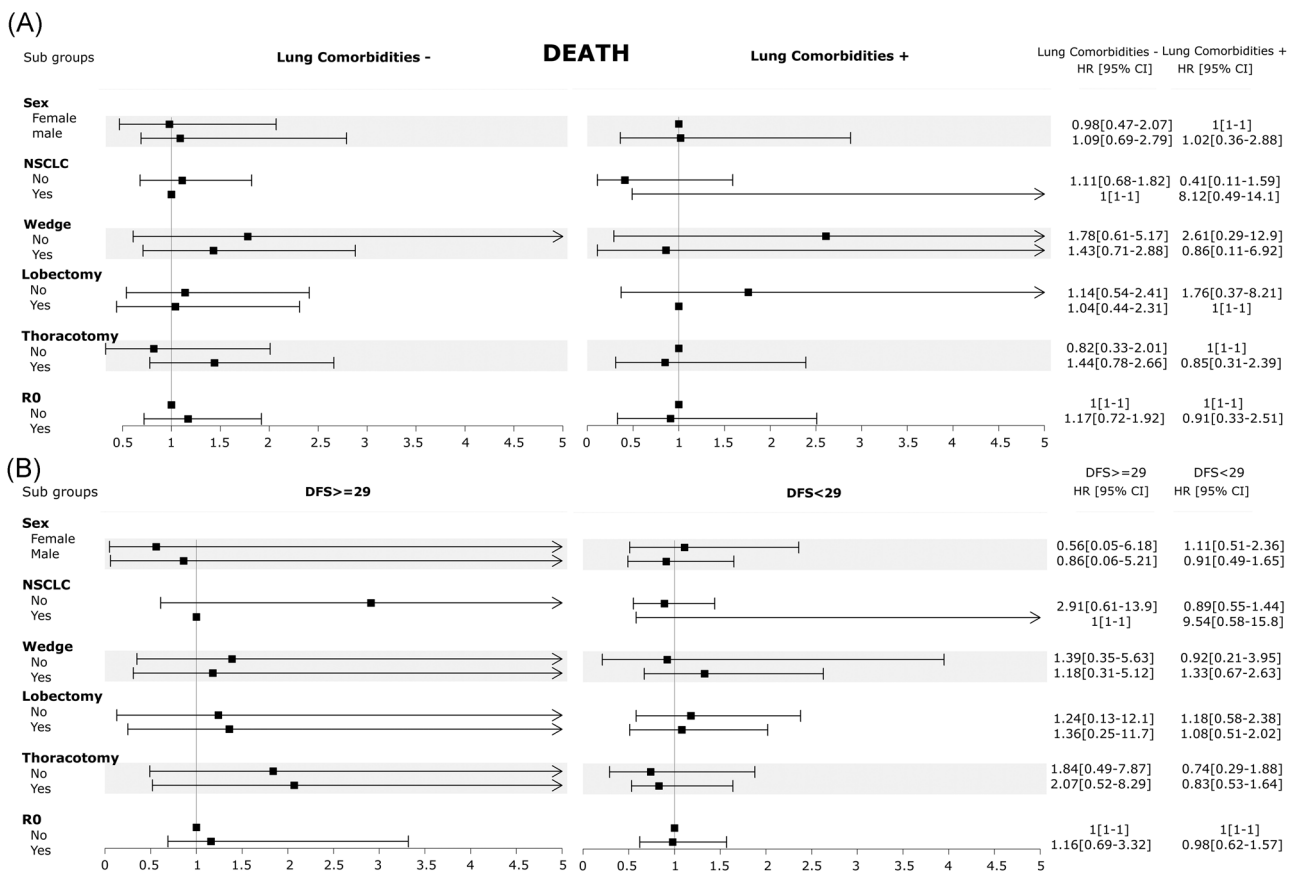 (A)
Sub groups
Lung Comorbidities -
DEATH
Lung Comorbidities +
Lung Comorbidities - Lung Comorbidities +
HR [95% CI] HR [95% CI]
Sex
Female
male
0.98[0.47-2.07] 1[1-1]
1.09[0.69-2.79] 1.02[0.36-2.88]
NSCLC
No
Yes
1.11[0.68-1.82] 0.41[0.11-1.59]
1[1-1] 8.12[0.49-14.1]
Wedge
No
Yes
1.78[0.61-5.17] 2.61[0.29-12.9]
1.43[0.71-2.88] 0.86[0.11-6.92]
Lobectomy
No
Yes
1.14[0.54-2.41] 1.76[0.37-8.21]
1.04[0.44-2.31] 1[1-1]
Thoracotomy
No
Yes
0.82[0.33-2.01] 1[1-1]
1.44[0.78-2.66] 0.85[0.31-2.39]
R0
No
Yes
1[1-1] 1[1-1]
1.17[0.72-1.92] 0.91[0.33-2.51]
0.5 1 1.5 2 2.5 3 3.5 4 4.5 5
0 0.5 1 1.5 2 2.5 3 3.5 4 4.5 5
(B)
Sub groups
DFS>=29
DFS<29
DFS>=29 DFS<29
HR [95% CI] HR [95% CI]
Sex
Female
Male
0.56[0.05-6.18] 1.11[0.51-2.36]
0.86[0.06-5.21] 0.91[0.49-1.65]
NSCLC
No
Yes
2.91[0.61-13.9] 0.89[0.55-1.44]
1[1-1] 9.54[0.58-15.8]
Wedge
No
Yes
1.39[0.35-5.63] 0.92[0.21-3.95]
1.18[0.31-5.12] 1.33[0.67-2.63]
Lobectomy
No
Yes
1.24[0.13-12.1] 1.18[0.58-2.38]
1.36[0.25-11.7] 1.08[0.51-2.02]
Thoracotomy
No
Yes
1.84[0.49-7.87] 0.74[0.29-1.88]
2.07[0.52-8.29] 0.83[0.53-1.64]
R0
No
Yes
1[1-1] 1[1-1]
1.16[0.69-3.32] 0.98[0.62-1.57]
0 0.5 1 1.5 2 2.5 3 3.5 4 4.5 5
0 0.5 1 1.5 2 2.5 3 3.5 4 4.5 5